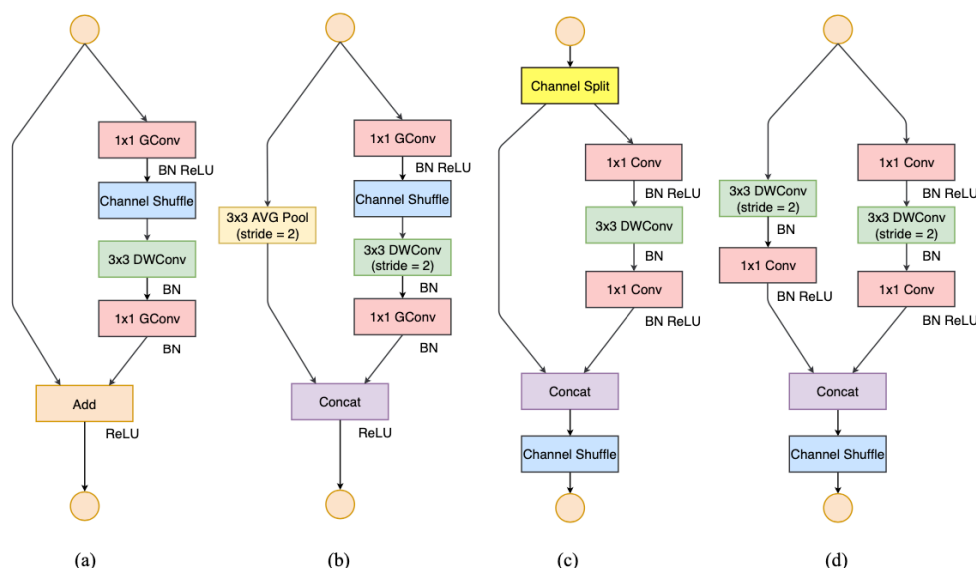 1x1 GConv
BN ReLU
Channel Shuffle
3x3 DWConv
BN
1x1 GConv
BN
Add
ReLU
(a)
1x1 GConv
BN ReLU
Channel Shuffle
3x3 AVG Pool
(stride = 2)
3x3 DWConv
(stride = 2)
BN
1x1 GConv
BN
Concat
ReLU
(b)
Channel Split
1x1 Conv
BN ReLU
3x3 DWConv
BN
1x1 Conv
BN ReLU
Concat
Channel Shuffle
(c)
3x3 DWConv
(stride = 2)
BN
1x1 Conv
BN ReLU
1x1 Conv
BN ReLU
3x3 DWConv
(stride = 2)
BN
1x1 Conv
BN ReLU
Concat
Channel Shuffle
(d)